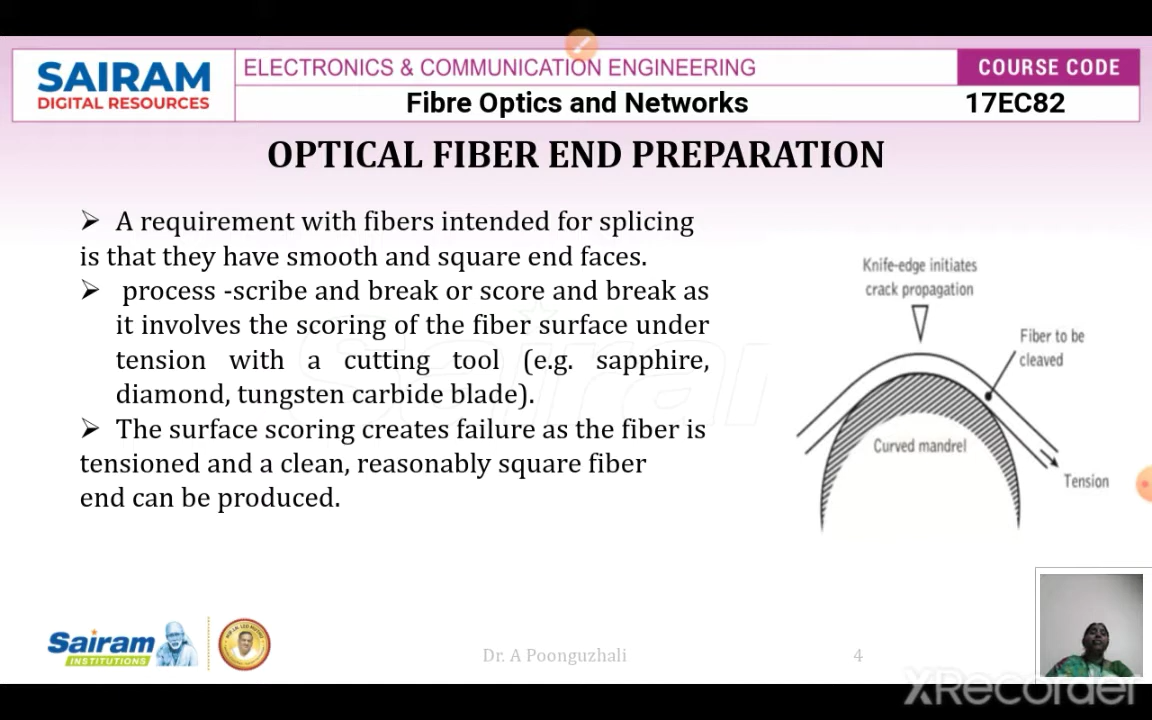 SAIRAM
DIGITAL RESOURCES
ELECTRONICS & COMMUNICATION ENGINEERING
COURSE CODE
Fibre Optics and Networks
17EC82
OPTICAL FIBER END PREPARATION
➢ A requirement with fibers intended for splicing
is that they have smooth and square end faces.
➢ process -scribe and break or score and break as
it involves the scoring of the fiber surface under
tension with a cutting tool (e.g. sapphire,
diamond, tungsten carbide blade).
➢ The surface scoring creates failure as the fiber is
tensioned and a clean, reasonably square fiber
end can be produced.
Knife-edge initiates
crack propagation
Fiber to be
cleaved
Curved mandrel
Tension
Sairam
Sairam
INSTITUTIONS
Dr. A Poonguzhali
4
XRecorder